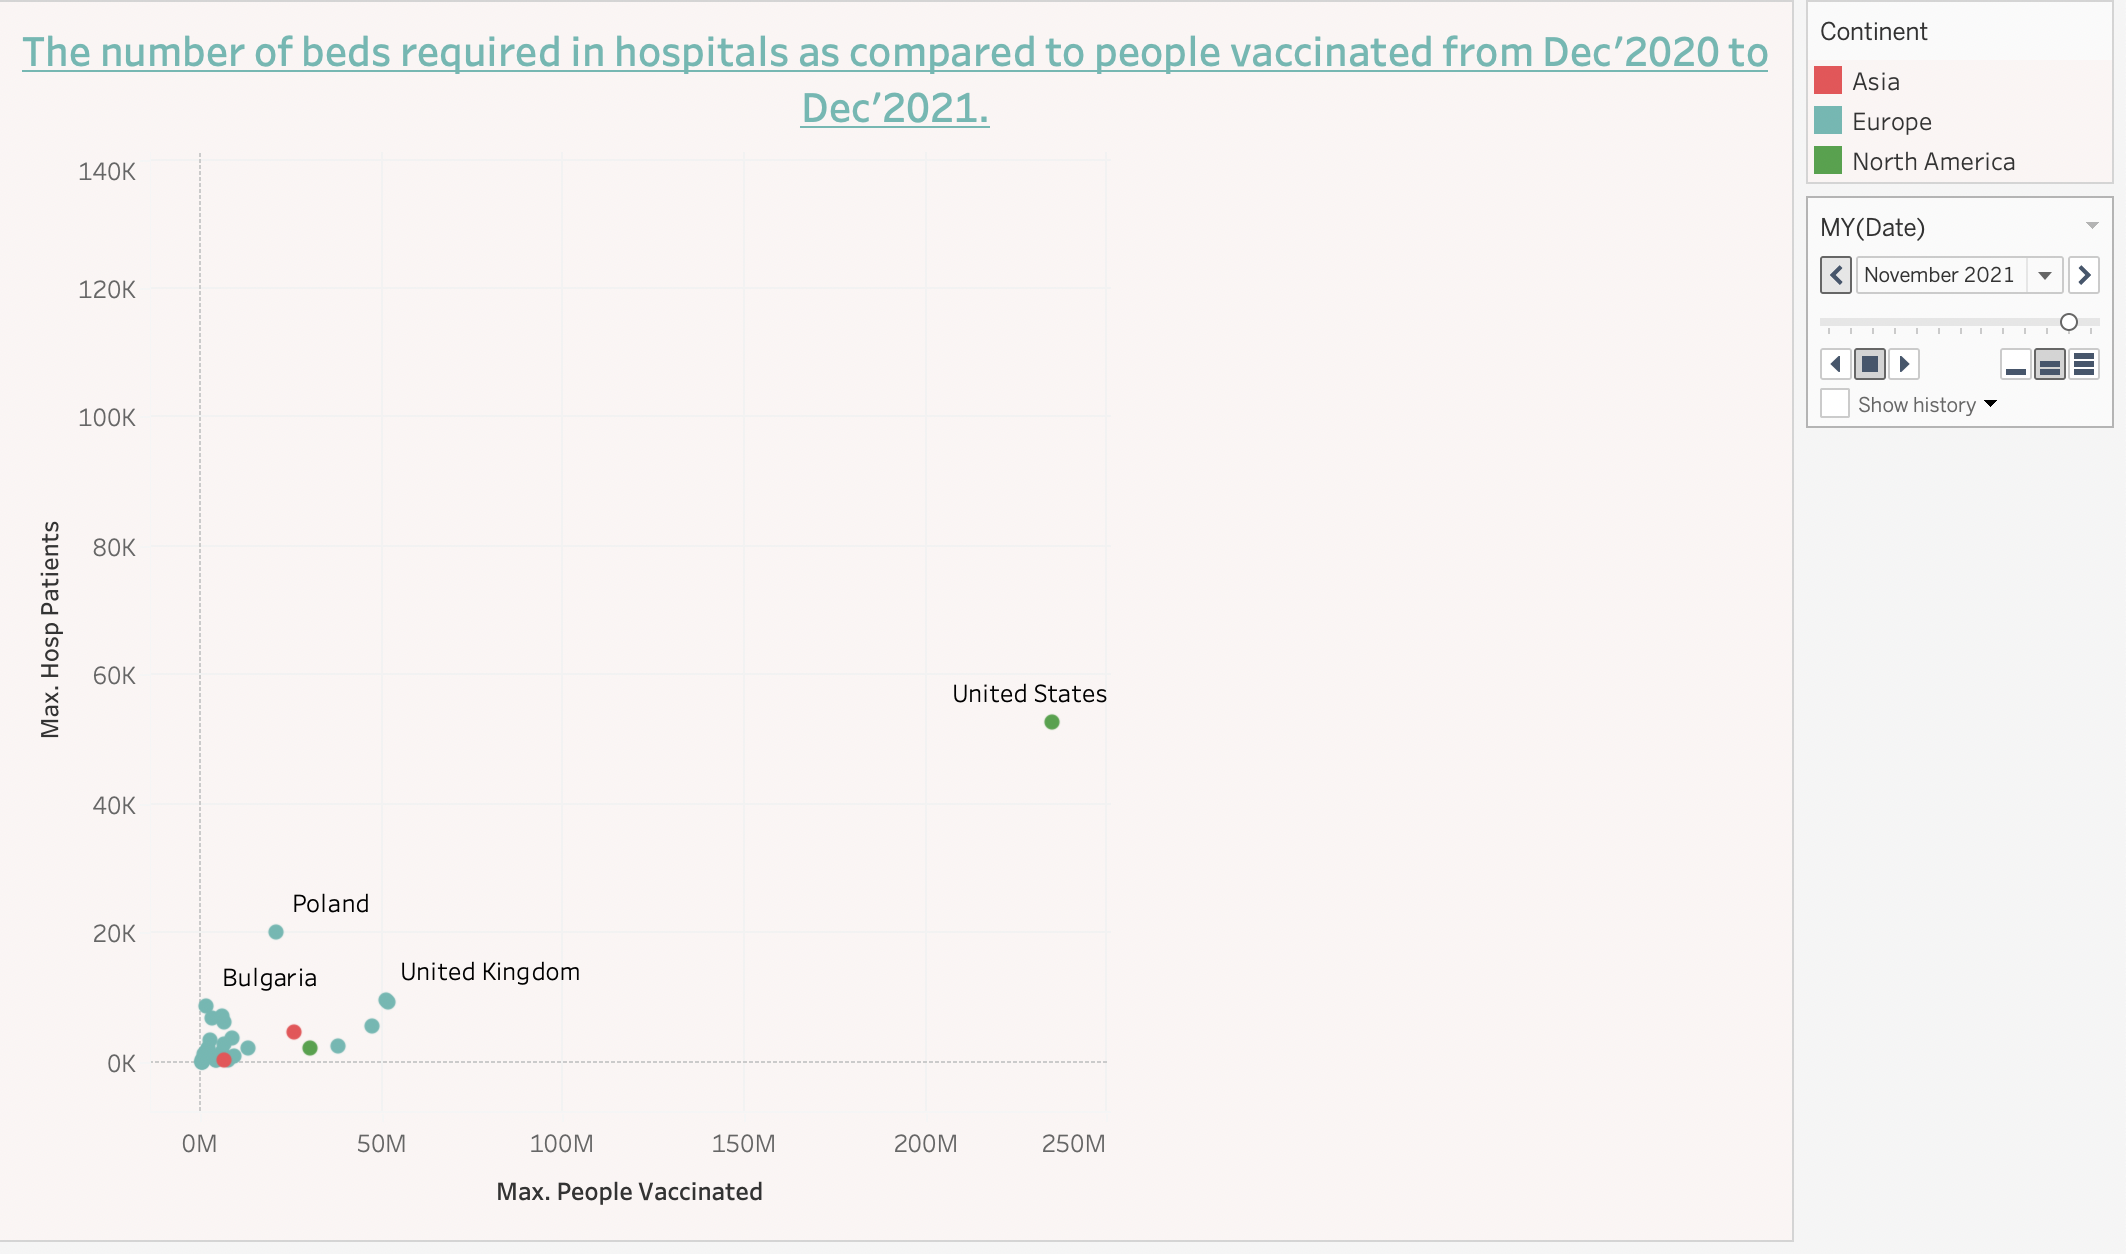 The number of beds required in hospitals as compared to people vaccinated from Dec'2020 to
Dec'2021.
140K
120K
100K
80K
60K
40K
20K
0K
Max. Hosp Patients
United States
Poland
Bulgaria
United Kingdom
0M
50M
100M
150M
200M
250M
Max. People Vaccinated
Continent
Asia
Europe
North America
MY(Date)
November 2021
Show history